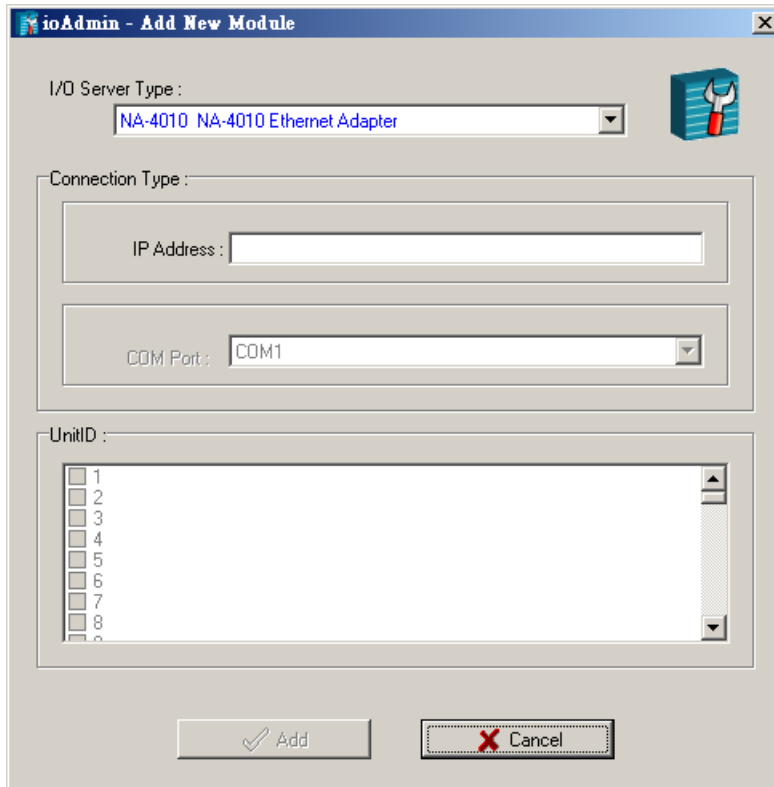 ioAdmin - Add New Module
I/O Server Type :
NA-4010 NA-4010 Ethernet Adapter
Connection Type :
IP Address :
COM Port : COM1
UnitID :
1
2
3
4
5
6
7
8
Add
Cancel